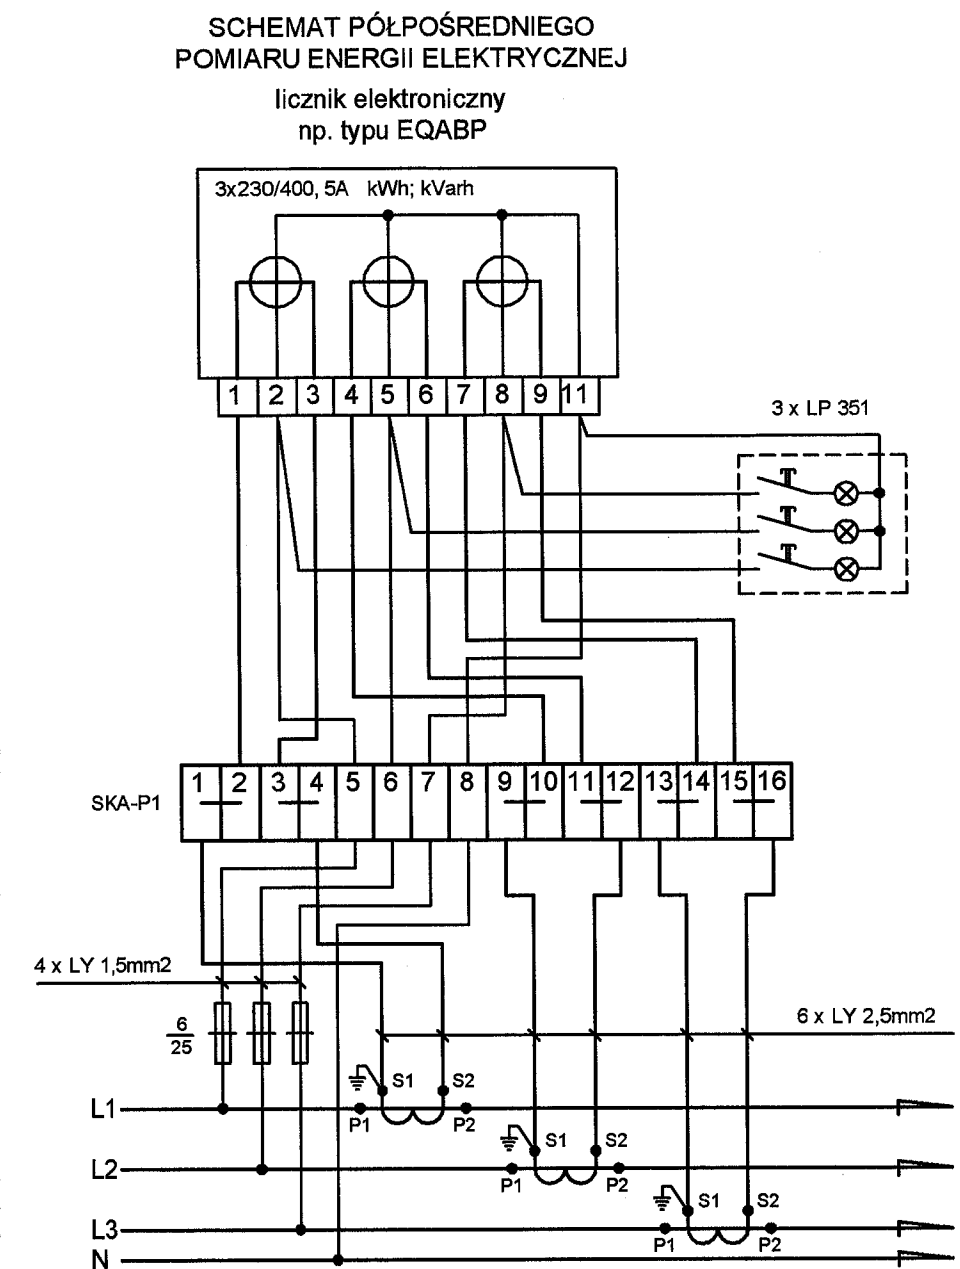 SCHEMAT PÓŁPOŚREDNIEGO
POMIARU ENERGII ELEKTRYCZNEJ
licznik elektroniczny
np. typu EQABP
3x230/400, 5A kWh; kVarh
1 2 3 4 5 6 7 8 9 11
3 x LP 351
SKA-P1
1 2 3 4 5 6 7 8 9 10 11 12 13 14 15 16
4 x LY 1,5mm2
6 x LY 2,5mm2
6
25
S1 S2
L1
P1 P2
S1 S2
L2
P1 P2
S1 S2
L3
P1 P2
N